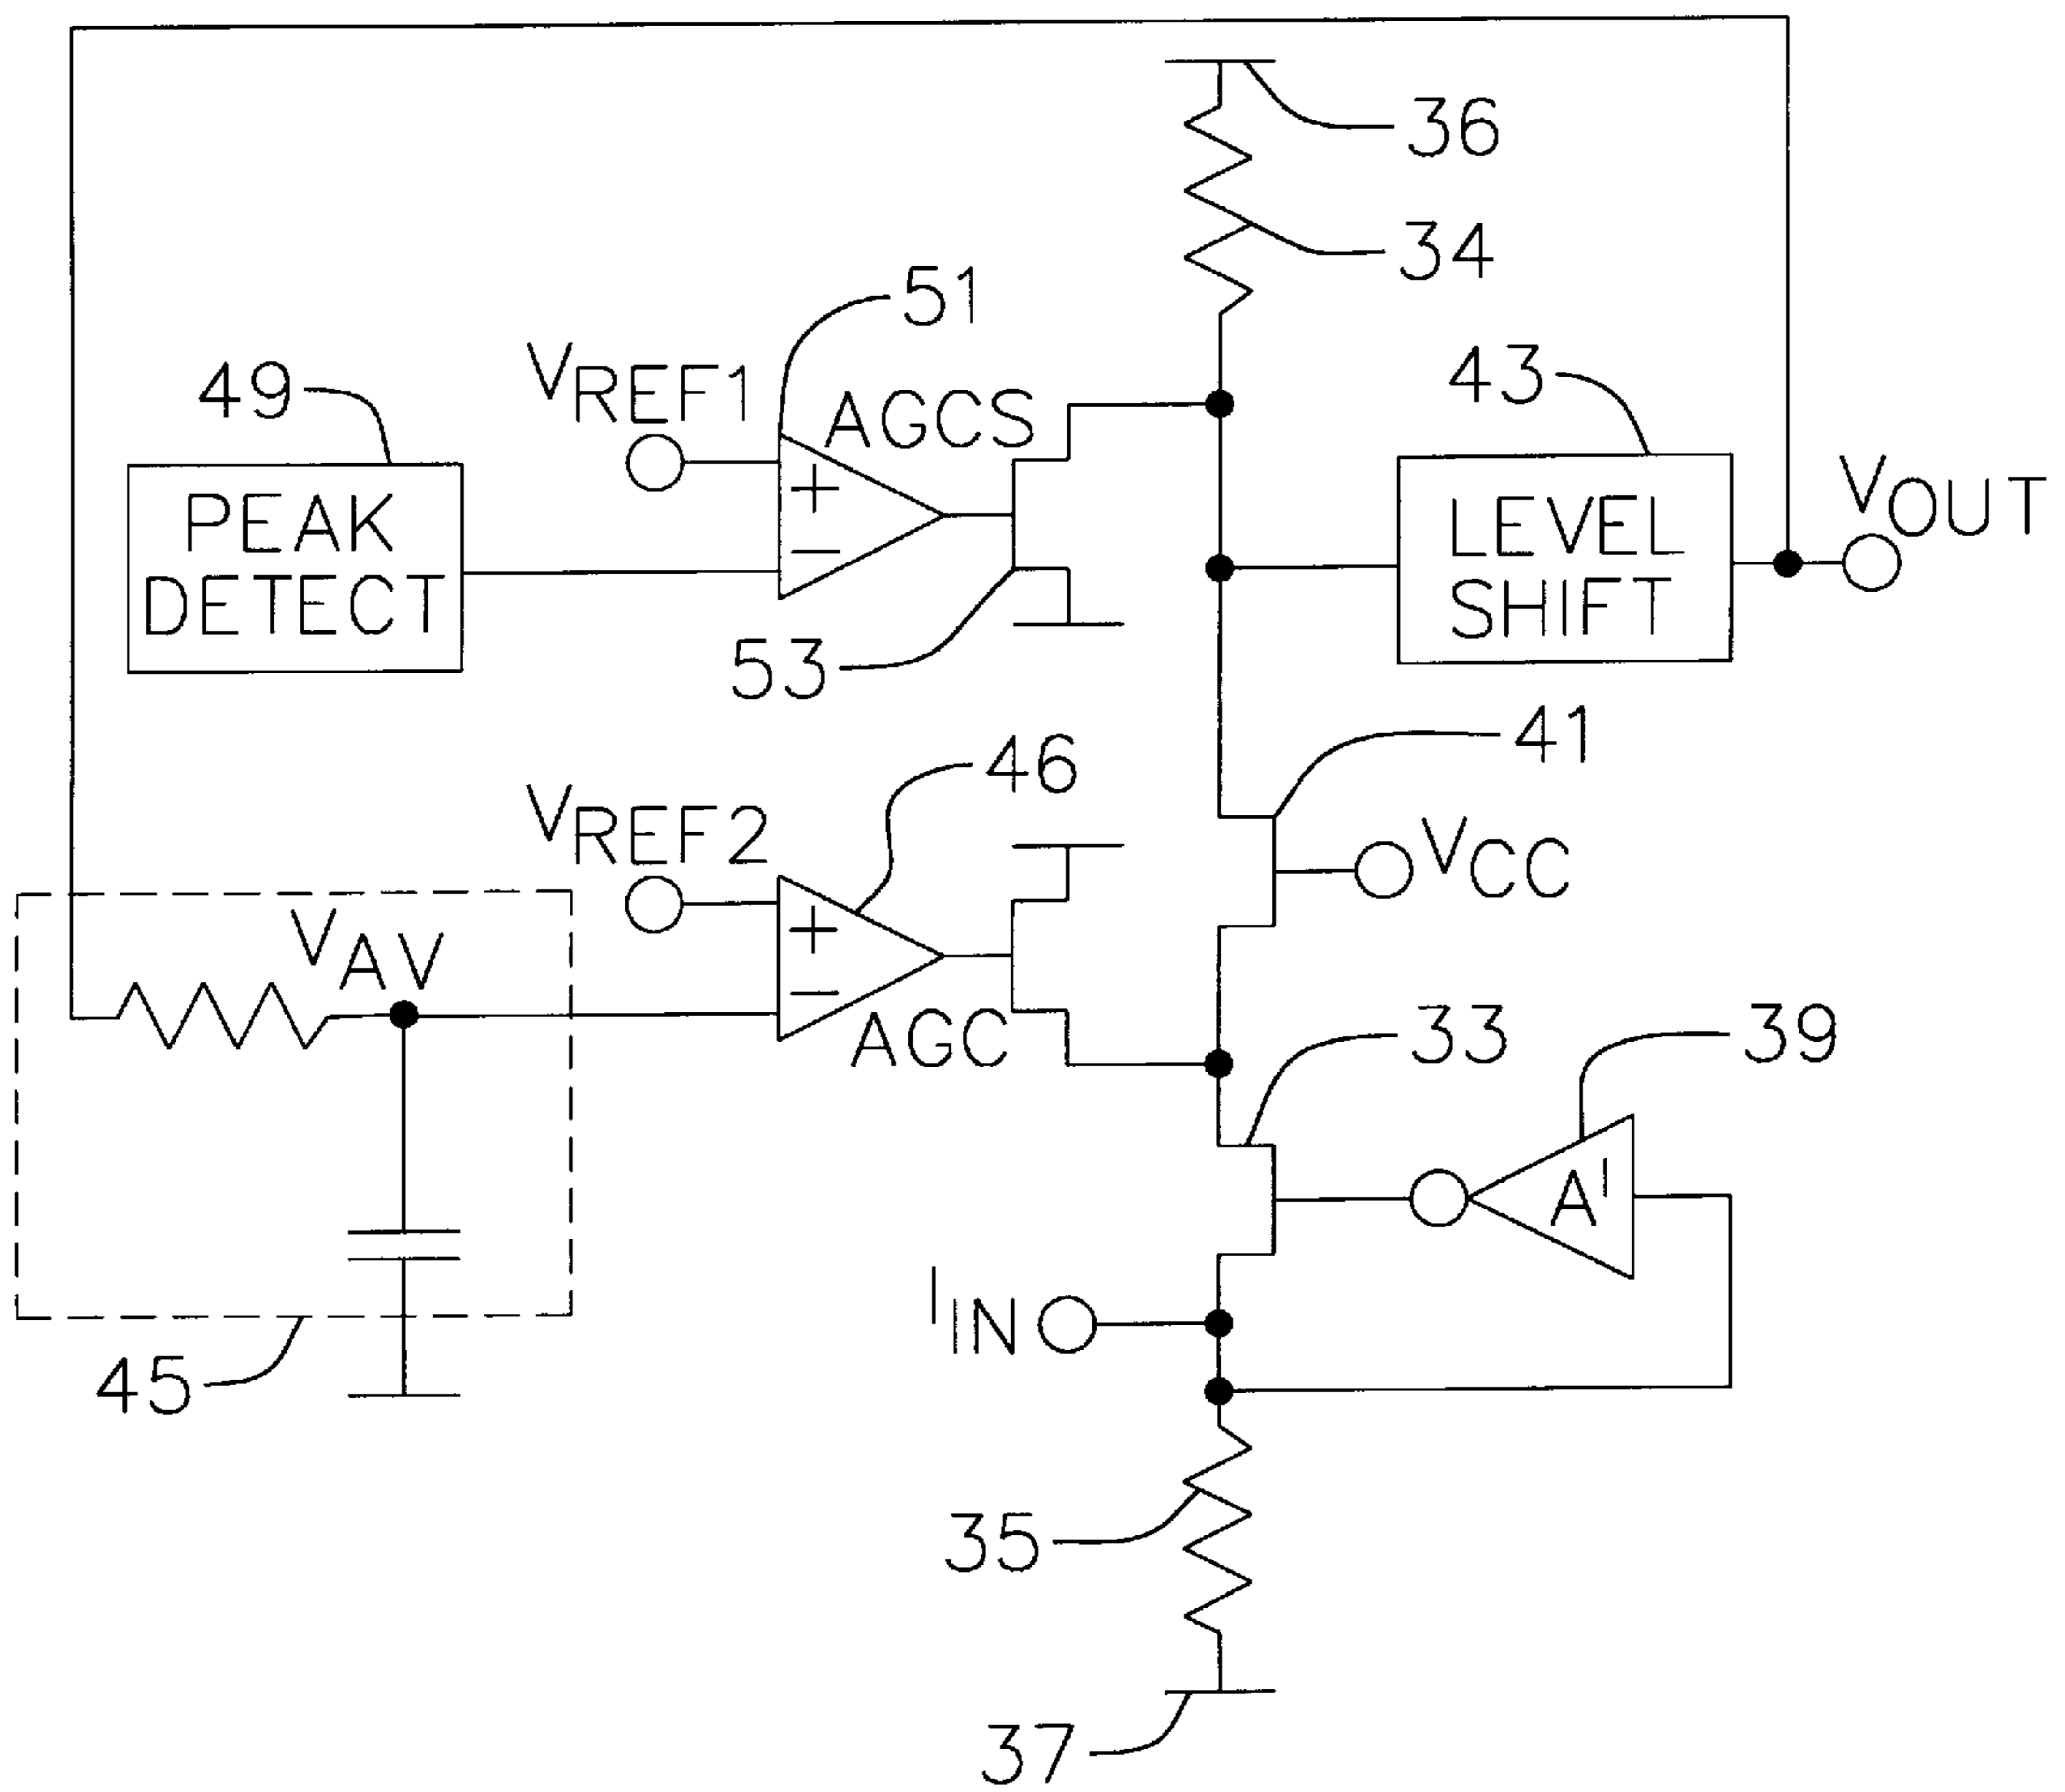 36
34
51
VREF1
AGCS
49
43
PEAK
DETECT
+
−
LEVEL
SHIFT
VOUT
53
41
46
VREF2
VCC
+
−
VAV
AGC
33
39
A'
IIN
45
35
37